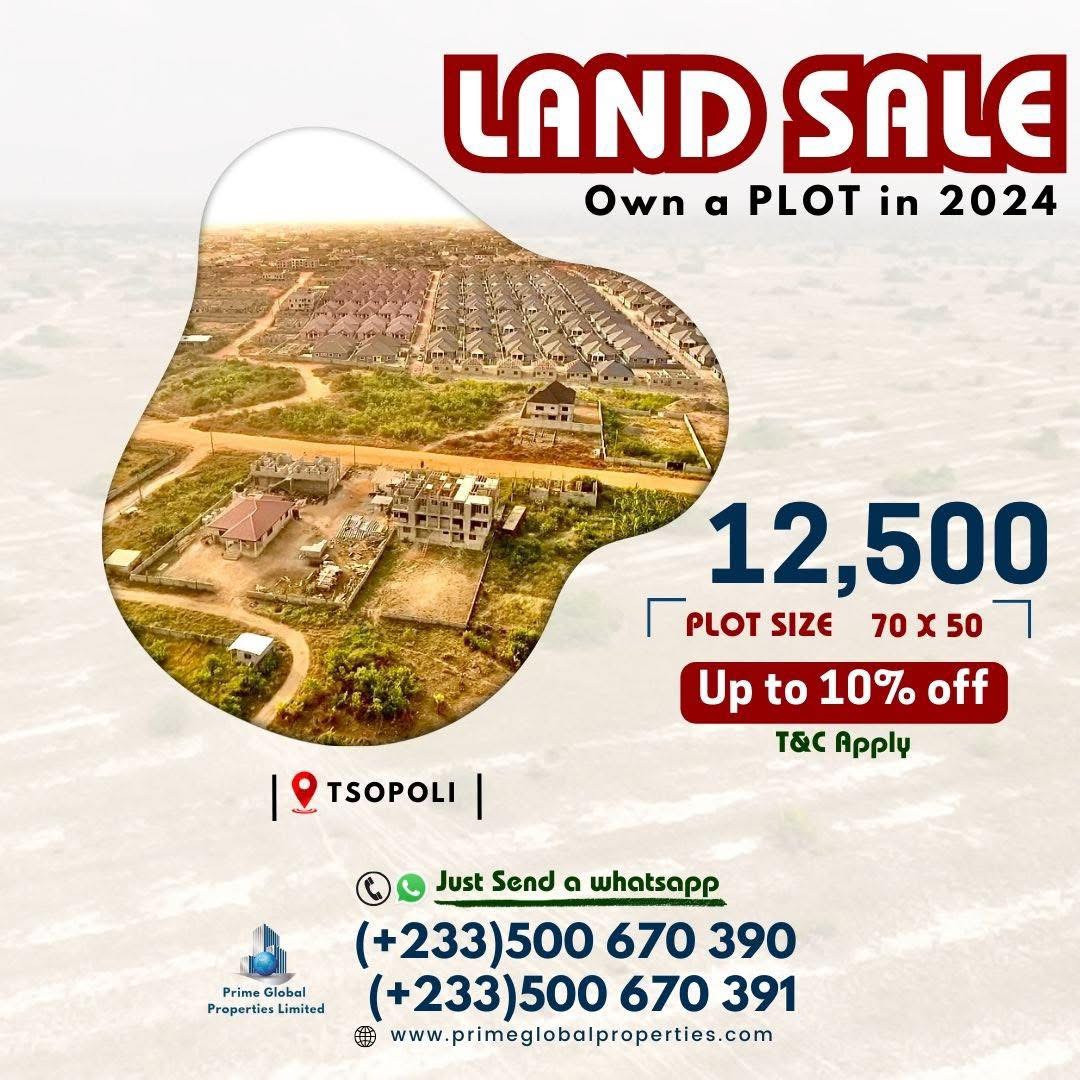 LAND SALE
Own a PLOT in 2024
12,500
PLOT SIZE 70 X 50
Up to 10% off
T&C Apply
| TSOPOLI |
Just Send a whatsapp
(+233)500 670 390
(+233)500 670 391
Prime Global
Properties Limited
www.primeglobalproperties.com